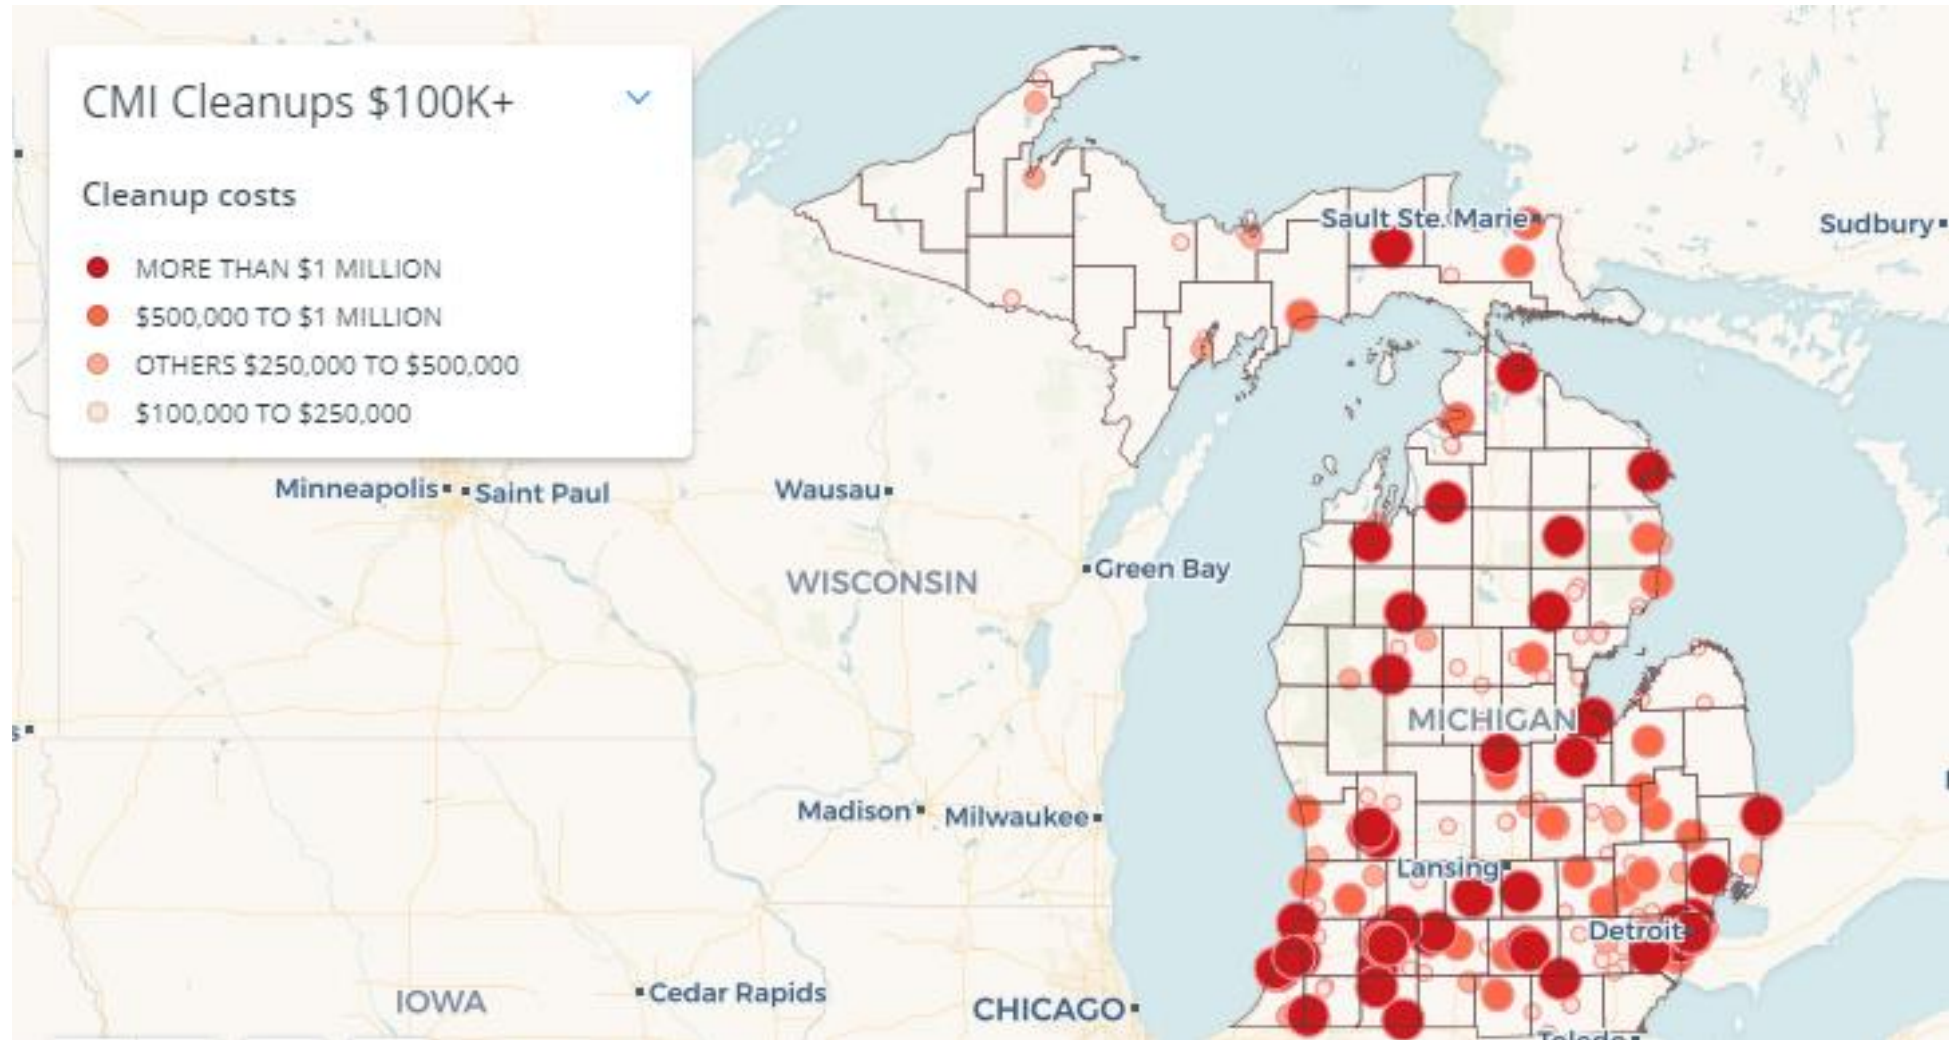 CMI Cleanups $100K+
Cleanup costs
MORE THAN $1 MILLION
$500,000 TO $1 MILLION
OTHERS $250,000 TO $500,000
$100,000 TO $250,000
Sault Ste. Marie
Sudbury
Minneapolis
Saint Paul
Wausau
WISCONSIN
Green Bay
MICHIGAN
Madison
Milwaukee
Lansing
Detroit
IOWA
Cedar Rapids
CHICAGO
Toledo